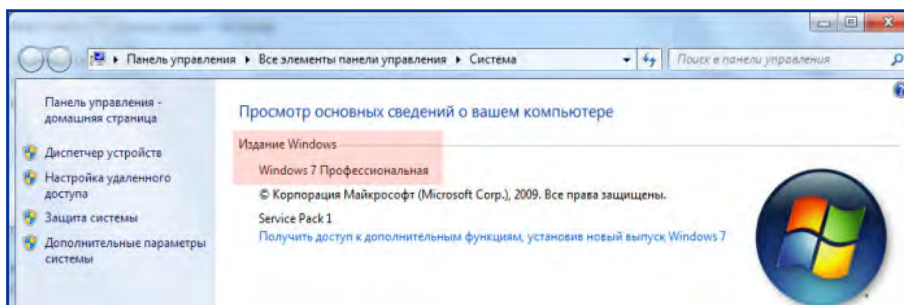 Панель управления ▸ Все элементы панели управления ▸ Система
Поиск в панели управления
Панель управления -
домашняя страница
Диспетчер устройств
Настройка удаленного
доступа
Защита системы
Дополнительные параметры
системы
Просмотр основных сведений о вашем компьютере
Издание Windows
Windows 7 Профессиональная
© Корпорация Майкрософт (Microsoft Corp.), 2009. Все права защищены.
Service Pack 1
Получить доступ к дополнительным функциям, установив новый выпуск Windows 7